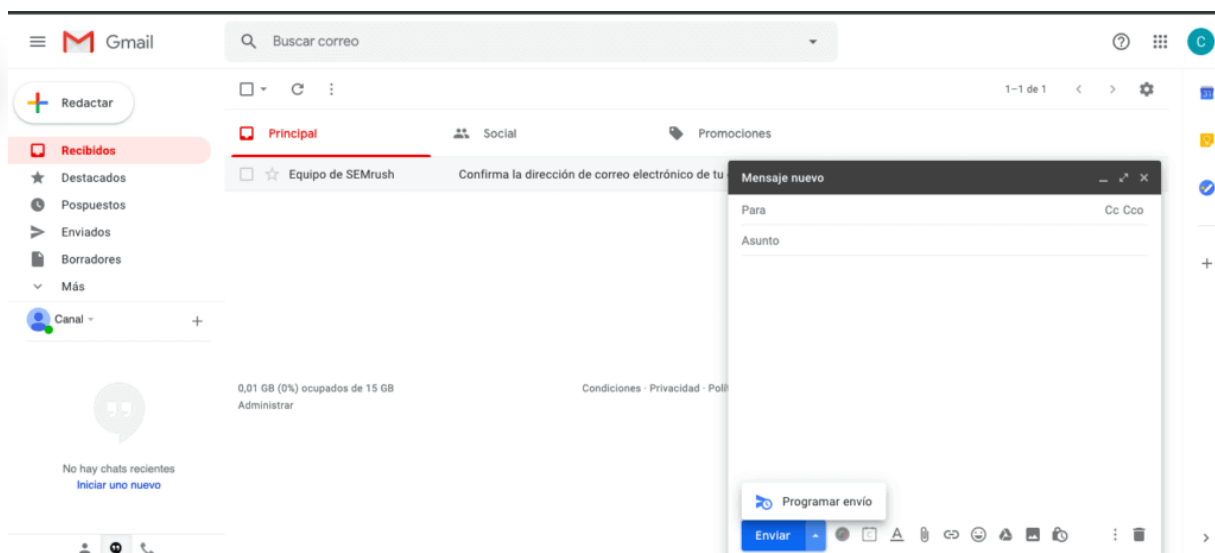 Gmail
Buscar correo
C
Redactar
1–1 de 1
31
Principal
Social
Promociones
Recibidos
Equipo de SEMrush
Confirma la dirección de correo electrónico de tu
Destacados
Pospuestos
Enviados
Borradores
Más
Canal
0,01 GB (0%) ocupados de 15 GB
Administrar
Condiciones · Privacidad · Polí
No hay chats recientes
Iniciar uno nuevo
Mensaje nuevo
Para
Cc Cco
Asunto
Programar envío
Enviar